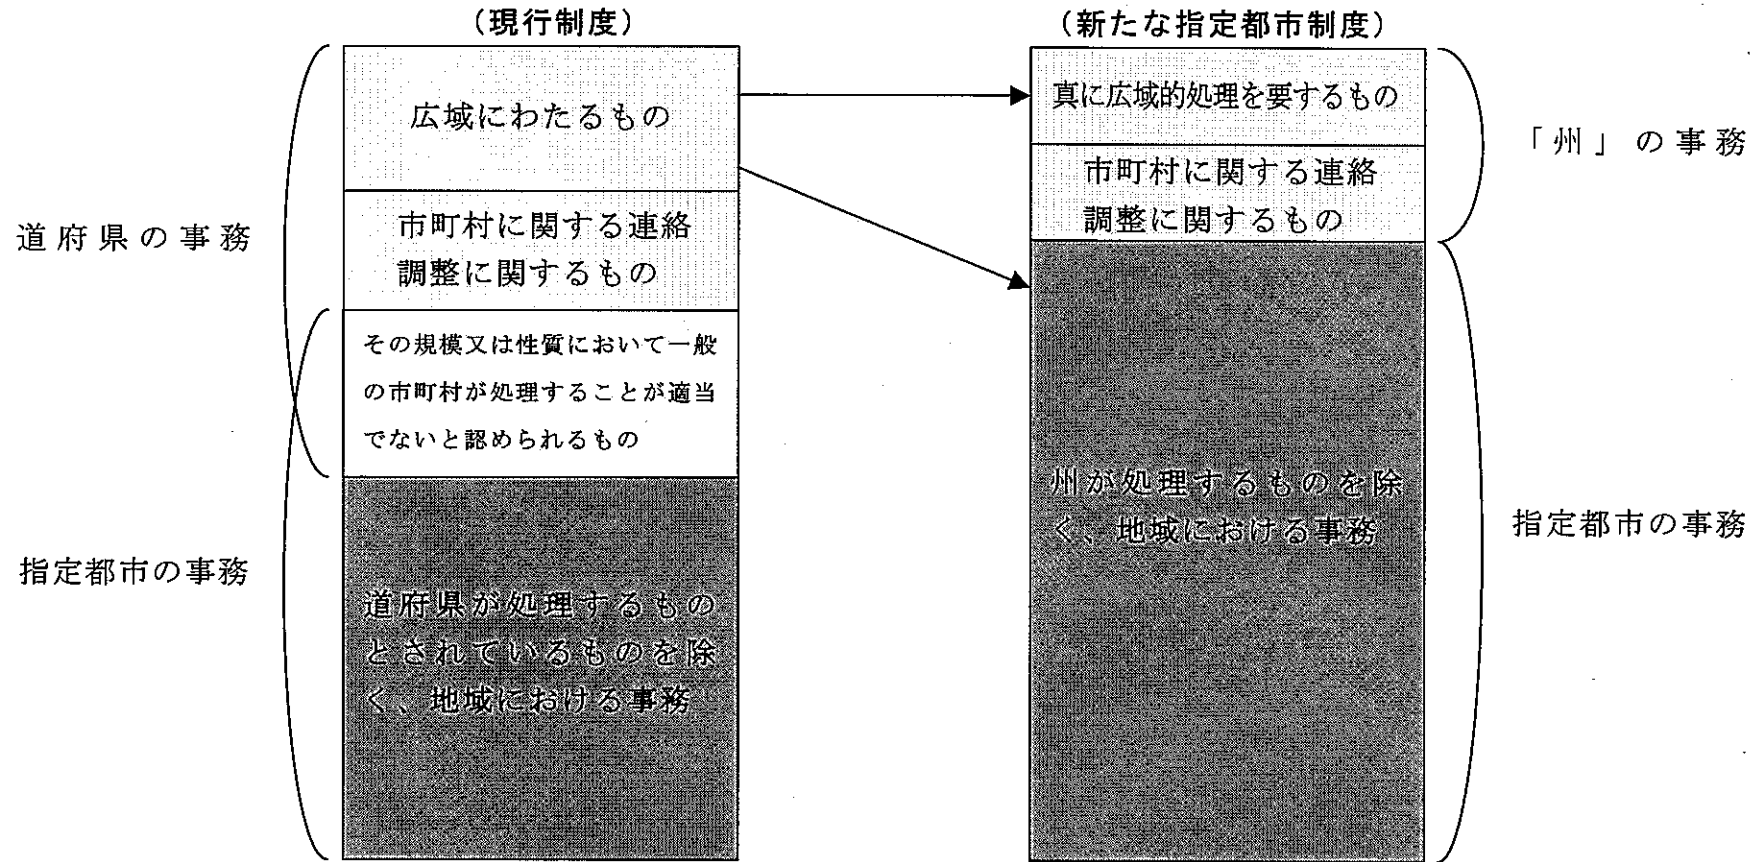 （現行制度）
広域にわたるもの
市町村に関する連絡
調整に関するもの
その規模又は性質において一般
の市町村が処理することが適当
でないと認められるもの
道府県が処理するもの
とされているものを除
く、地域における事務
道府県の事務
指定都市の事務
（新たな指定都市制度）
真に広域的処理を要するもの
市町村に関する連絡
調整に関するもの
州が処理するものを除
く、地域における事務
「州」の事務
指定都市の事務